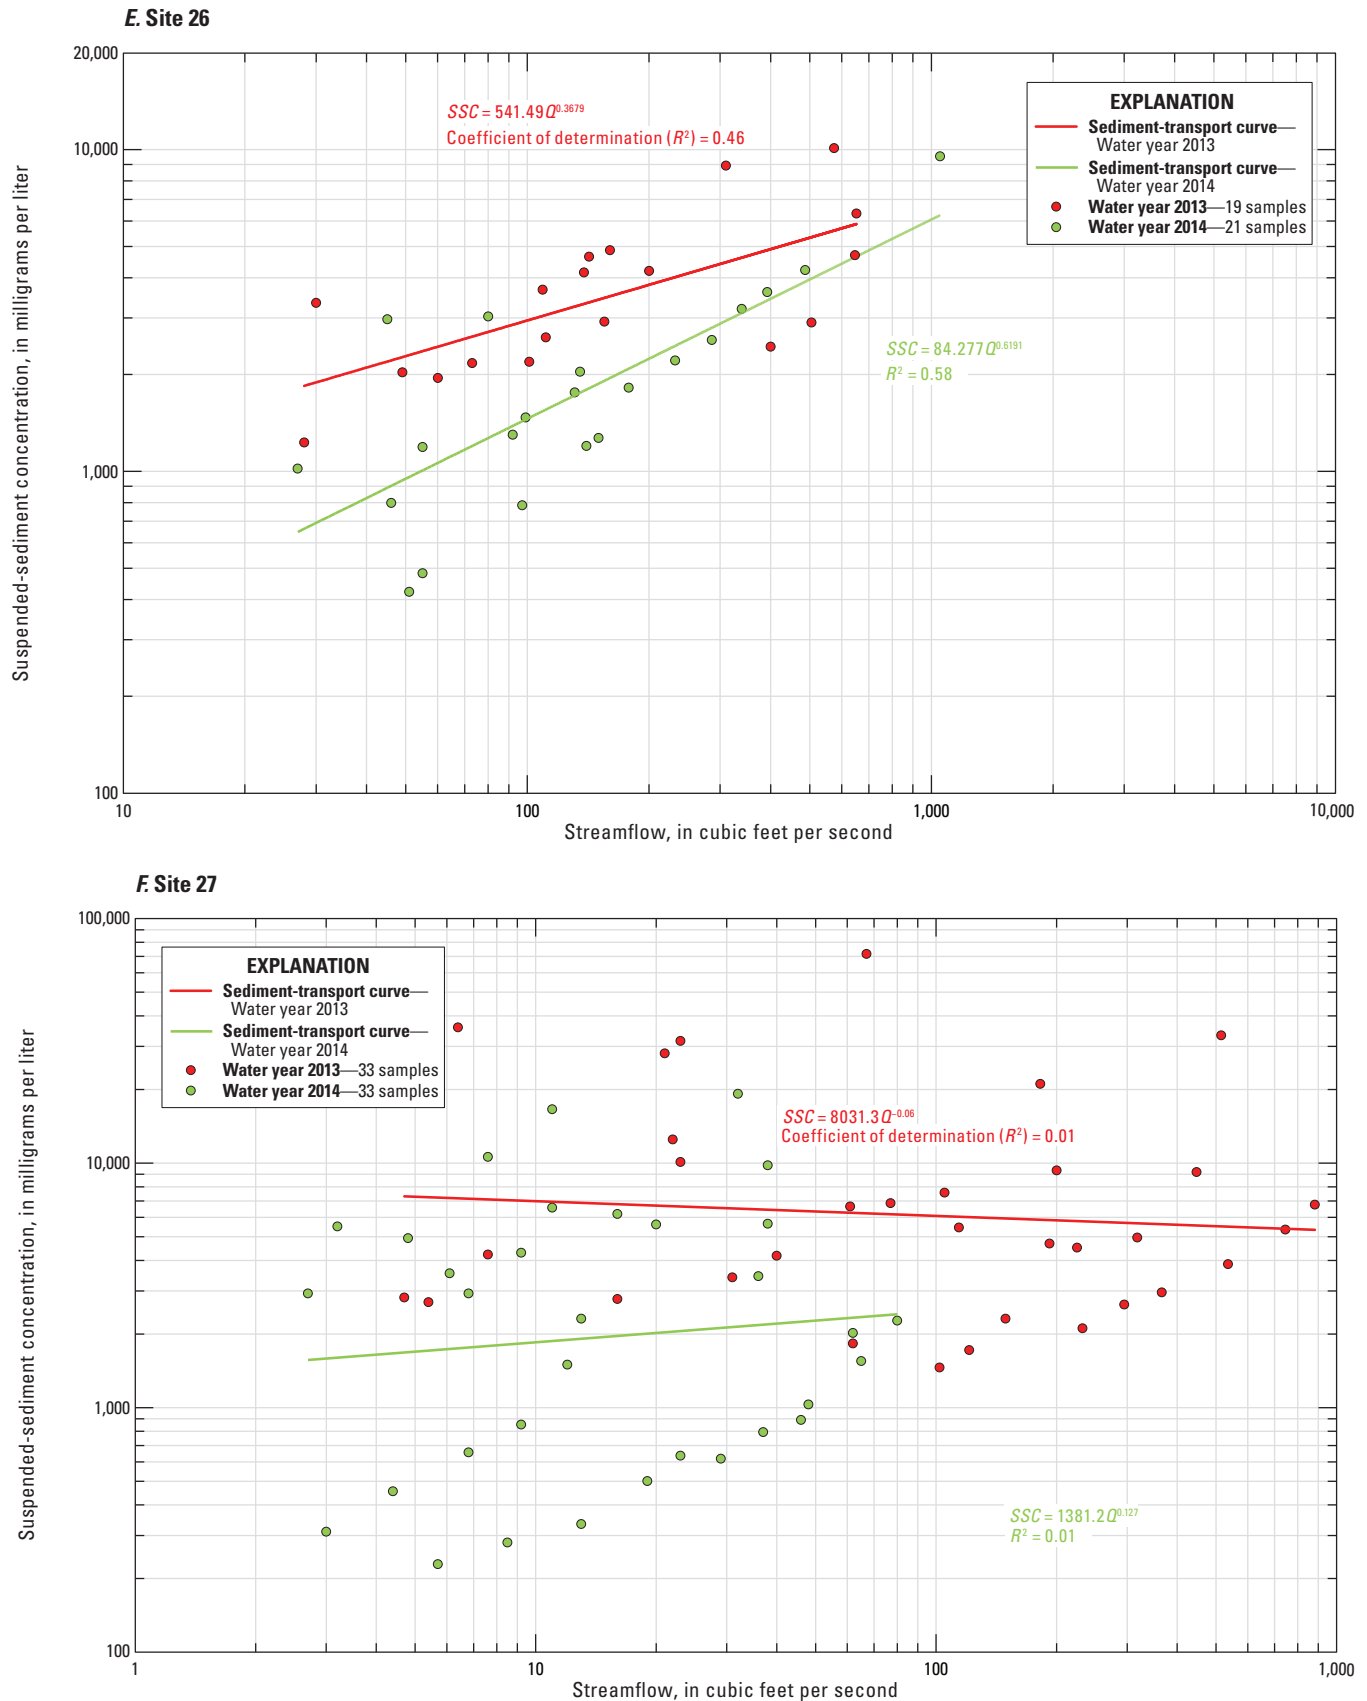 E. Site 26
20,000
10,000
1,000
100
10
100
1,000
10,000
Suspended-sediment concentration, in milligrams per liter
Streamflow, in cubic feet per second
SSC = 541.49Q^0.3679
Coefficient of determination (R²) = 0.46
SSC = 84.277Q^0.6191
R² = 0.58
EXPLANATION
Sediment-transport curve—
Water year 2013
Sediment-transport curve—
Water year 2014
Water year 2013—19 samples
Water year 2014—21 samples
F. Site 27
100,000
10,000
1,000
100
1
10
100
1,000
Suspended-sediment concentration, in milligrams per liter
Streamflow, in cubic feet per second
EXPLANATION
Sediment-transport curve—
Water year 2013
Sediment-transport curve—
Water year 2014
Water year 2013—33 samples
Water year 2014—33 samples
SSC = 8031.3Q^−0.06
Coefficient of determination (R²) = 0.01
SSC = 1381.2Q^0.127
R² = 0.01